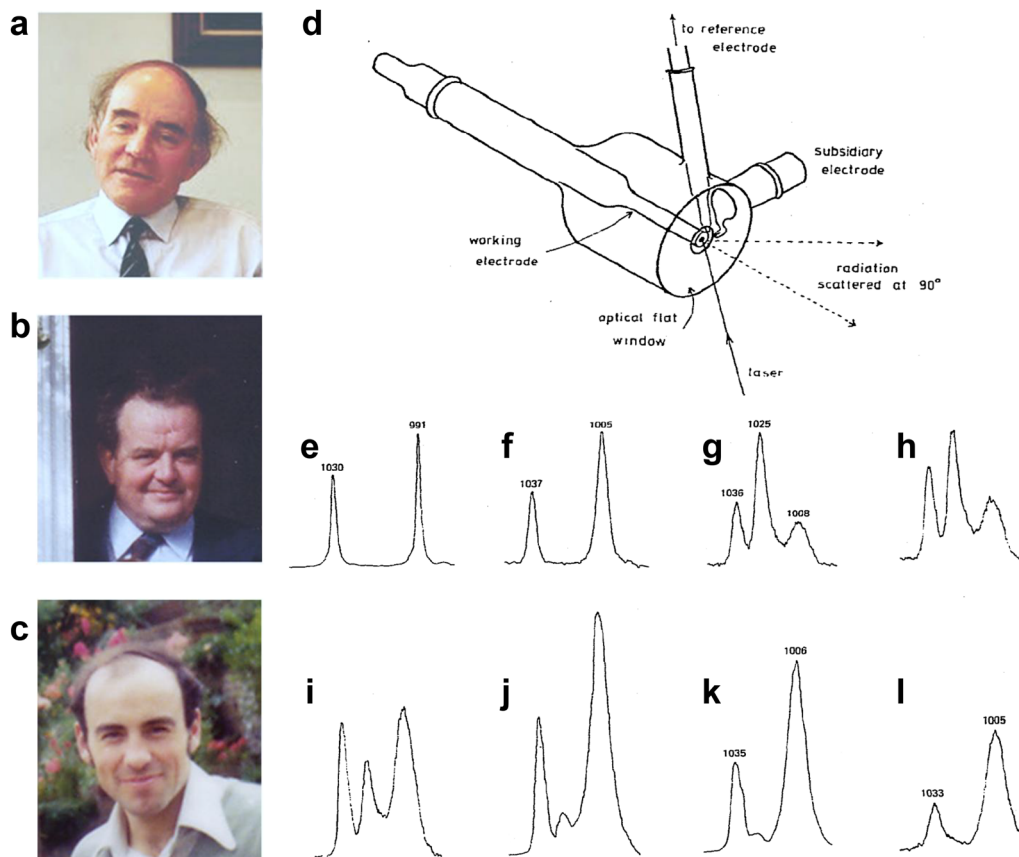 a
d
to reference
electrode
subsidiary
electrode
working
electrode
radiation
scattered at 90°
optical flat
window
laser
b
e
1030
991
f
1037
1005
g
1036
1025
1008
h
c
i
j
k
1035
1006
l
1033
1005